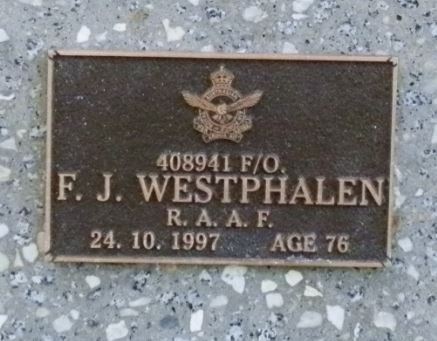 408941 F/O.
F. J. WESTPHALEN
R. A. A. F.
24. 10. 1997 AGE 76